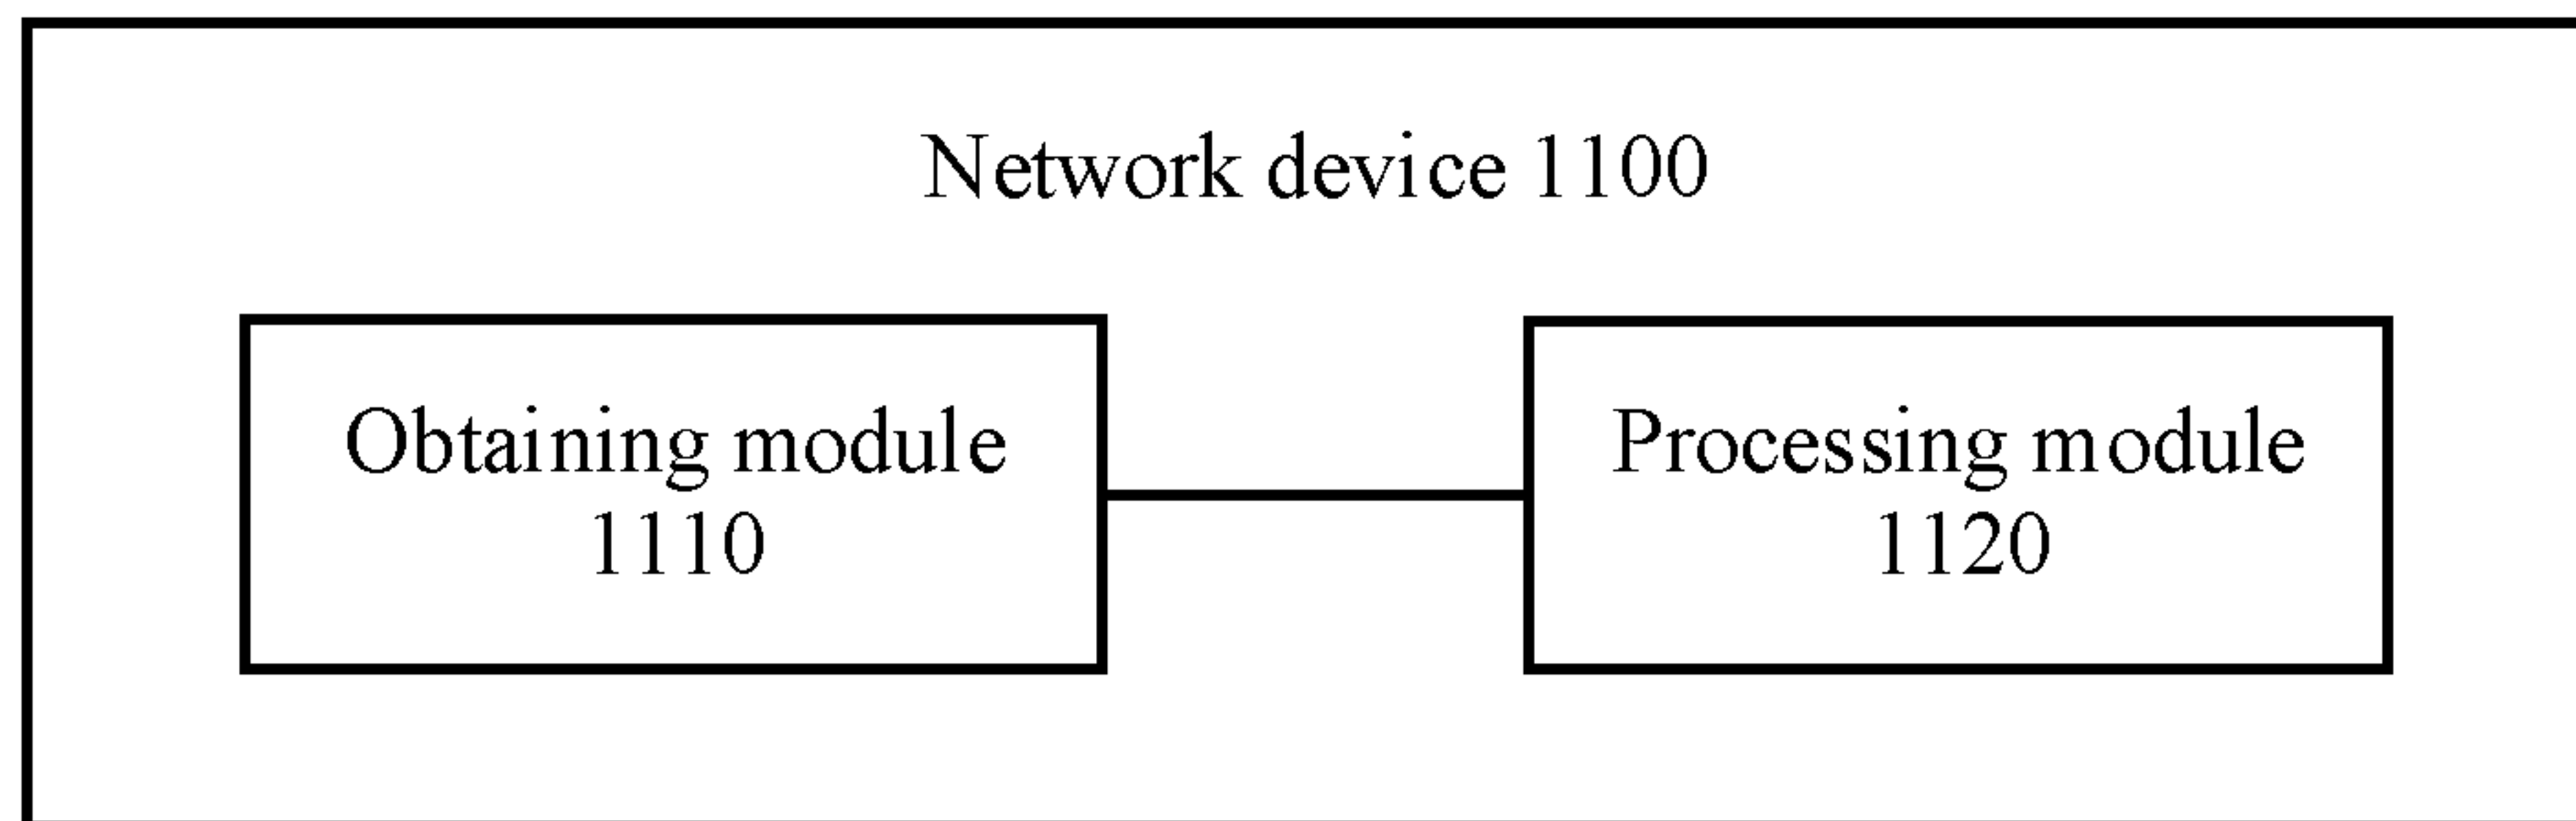 Network device 1100
Obtaining module
1110
Processing module
1120